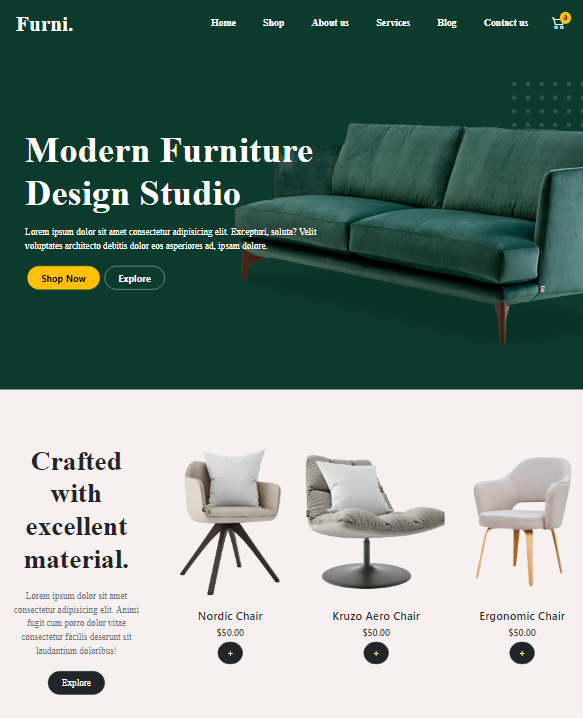 Furni.
Home Shop About us Services Blog Contact us 0
Modern Furniture
Design Studio
Lorem ipsum dolor sit amet consectetur adipisicing elit. Excepturi, soluta? Velit
voluptates architecto debitis dolor eos asperiores ad, ipsam dolore.
Shop Now Explore
Crafted
with
excellent
material.
Lorem ipsum dolor sit amet
consectetur adipisicing elit. Animi
fugit cum porro dolor vitae
consectetur facilis deserunt sit
laudantium doloribus!
Explore
Nordic Chair
$50.00
+
Kruzo Aero Chair
$50.00
+
Ergonomic Chair
$50.00
+